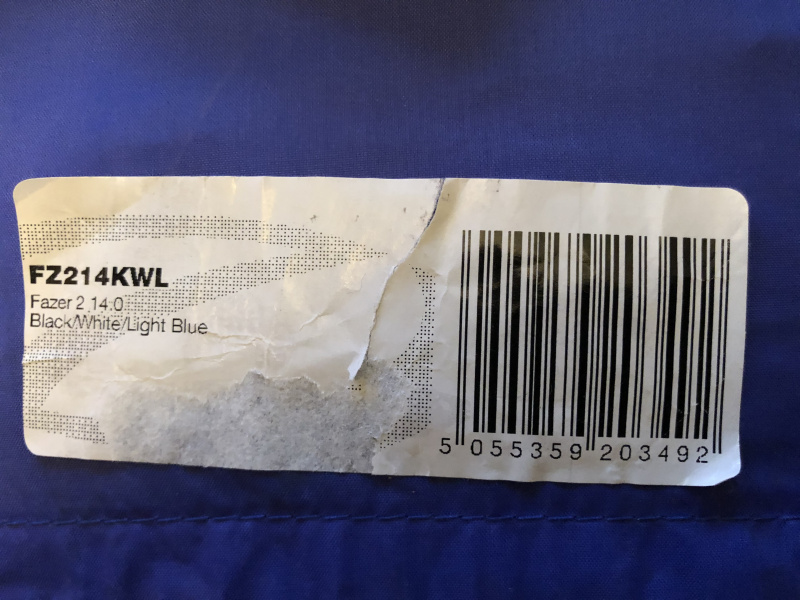 FZ214KWL
Fazer 2 14.0
Black/White/Light Blue
5 055359 203492